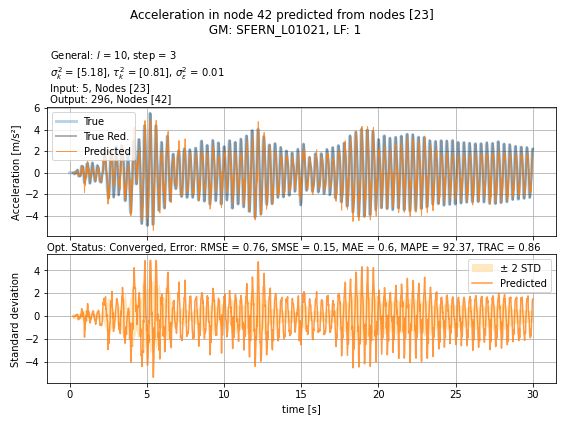 Acceleration in node 42 predicted from nodes [23]
GM: SFERN_L01021, LF: 1
General: l = 10, step = 3
σ²ₖ = [5.18], τ²ₖ = [0.81], σ²ε = 0.01
Input: 5, Nodes [23]
Output: 296, Nodes [42]
Acceleration [m/s²]
6
4
2
0
−2
−4
True
True Red.
Predicted
Opt. Status: Converged, Error: RMSE = 0.76, SMSE = 0.15, MAE = 0.6, MAPE = 92.37, TRAC = 0.86
Standard deviation
4
2
0
−2
−4
± 2 STD
Predicted
0 5 10 15 20 25 30
time [s]